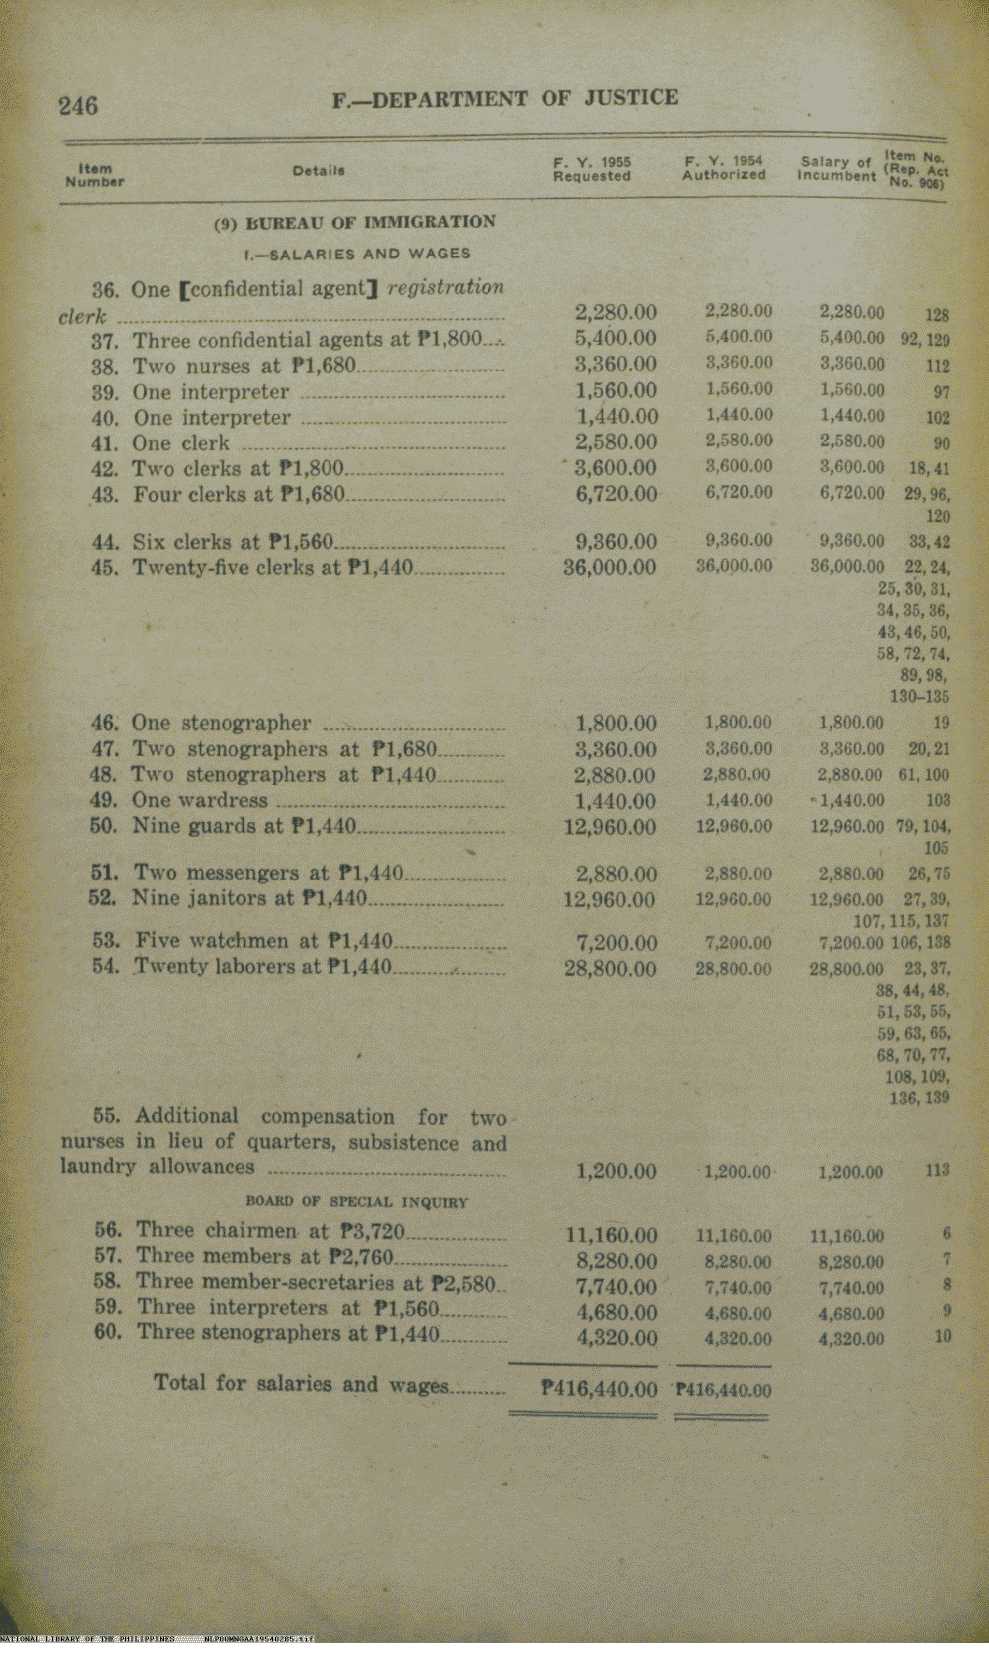 246
F.—DEPARTMENT OF JUSTICE
Item Number Details F. Y. 1955 Requested F. Y. 1954 Authorized Salary of Incumbent Item No. (Rep. Act No. 906)
(9) BUREAU OF IMMIGRATION
I.—SALARIES AND WAGES
36. One [confidential agent] registration
clerk 2,280.00 2,280.00 2,280.00 128
37. Three confidential agents at ₱1,800 5,400.00 5,400.00 5,400.00 92, 129
38. Two nurses at ₱1,680 3,360.00 3,360.00 3,360.00 112
39. One interpreter 1,560.00 1,560.00 1,560.00 97
40. One interpreter 1,440.00 1,440.00 1,440.00 102
41. One clerk 2,580.00 2,580.00 2,580.00 90
42. Two clerks at ₱1,800 3,600.00 3,600.00 3,600.00 18, 41
43. Four clerks at ₱1,680 6,720.00 6,720.00 6,720.00 29, 96,
120
44. Six clerks at ₱1,560 9,360.00 9,360.00 9,360.00 33, 42
45. Twenty-five clerks at ₱1,440 36,000.00 36,000.00 36,000.00 22, 24,
25, 30, 31,
34, 35, 36,
43, 46, 50,
58, 72, 74,
89, 98,
130–135
46. One stenographer 1,800.00 1,800.00 1,800.00 19
47. Two stenographers at ₱1,680 3,360.00 3,360.00 3,360.00 20, 21
48. Two stenographers at ₱1,440 2,880.00 2,880.00 2,880.00 61, 100
49. One wardress 1,440.00 1,440.00 1,440.00 103
50. Nine guards at ₱1,440 12,960.00 12,960.00 12,960.00 79, 104,
105
51. Two messengers at ₱1,440 2,880.00 2,880.00 2,880.00 26, 75
52. Nine janitors at ₱1,440 12,960.00 12,960.00 12,960.00 27, 39,
107, 115, 137
53. Five watchmen at ₱1,440 7,200.00 7,200.00 7,200.00 106, 138
54. Twenty laborers at ₱1,440 28,800.00 28,800.00 28,800.00 23, 37,
38, 44, 48,
51, 53, 55,
59, 63, 65,
68, 70, 77,
108, 109,
136, 139
55. Additional compensation for two
nurses in lieu of quarters, subsistence and
laundry allowances 1,200.00 1,200.00 1,200.00 113
BOARD OF SPECIAL INQUIRY
56. Three chairmen at ₱3,720 11,160.00 11,160.00 11,160.00 6
57. Three members at ₱2,760 8,280.00 8,280.00 8,280.00 7
58. Three member-secretaries at ₱2,580 7,740.00 7,740.00 7,740.00 8
59. Three interpreters at ₱1,560 4,680.00 4,680.00 4,680.00 9
60. Three stenographers at ₱1,440 4,320.00 4,320.00 4,320.00 10
Total for salaries and wages ₱416,440.00 ₱416,440.00
NATIONAL LIBRARY OF THE PHILIPPINES NLPDOMNGAA19540285.tif